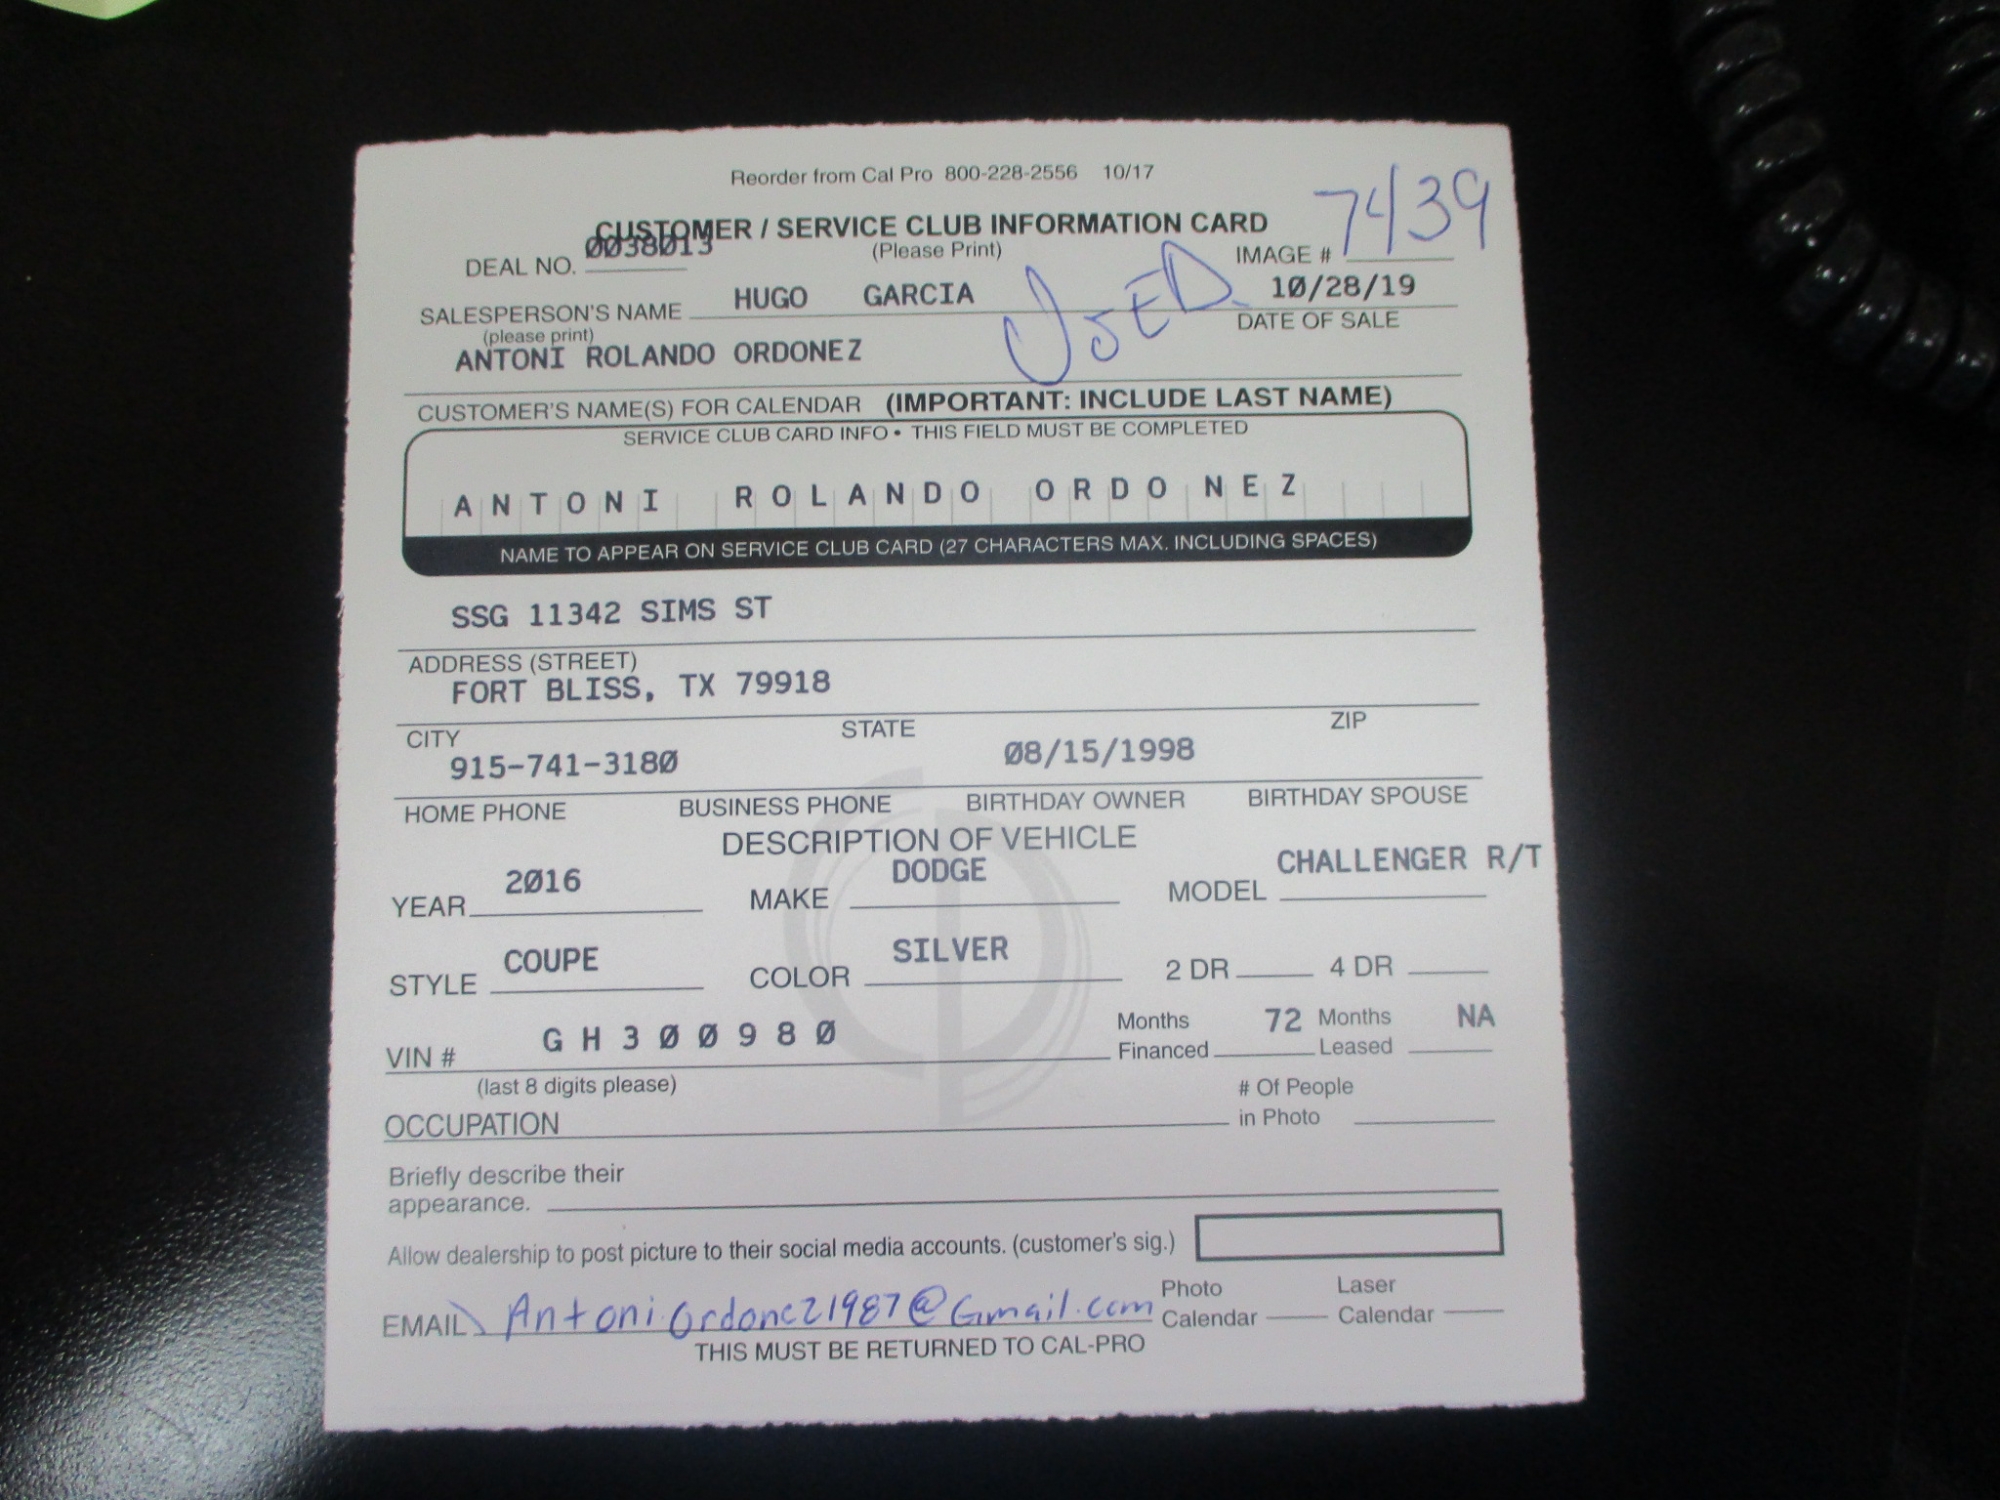 Reorder from Cal Pro 800-228-2556 10/17
7439
CUSTOMER / SERVICE CLUB INFORMATION CARD
DEAL NO. 0038013 (Please Print) IMAGE #
SALESPERSON'S NAME HUGO GARCIA 10/28/19
(please print) DATE OF SALE
ANTONI ROLANDO ORDONEZ
CUSTOMER'S NAME(S) FOR CALENDAR (IMPORTANT: INCLUDE LAST NAME)
SERVICE CLUB CARD INFO • THIS FIELD MUST BE COMPLETED
ANTONI ROLANDO ORDONEZ
NAME TO APPEAR ON SERVICE CLUB CARD (27 CHARACTERS MAX. INCLUDING SPACES)
SSG 11342 SIMS ST
ADDRESS (STREET)
FORT BLISS, TX 79918
CITY STATE ZIP
915-741-3180 08/15/1998
HOME PHONE BUSINESS PHONE BIRTHDAY OWNER BIRTHDAY SPOUSE
DESCRIPTION OF VEHICLE
YEAR 2016 MAKE DODGE MODEL CHALLENGER R/T
STYLE COUPE COLOR SILVER 2 DR 4 DR
VIN # GH300980 Months Financed 72 Months Leased NA
(last 8 digits please)
OCCUPATION # Of People in Photo
Briefly describe their
appearance.
Allow dealership to post picture to their social media accounts. (customer's sig.)
EMAIL Antoni.Ordonez1987@Gmail.com Photo Calendar Laser Calendar
THIS MUST BE RETURNED TO CAL-PRO